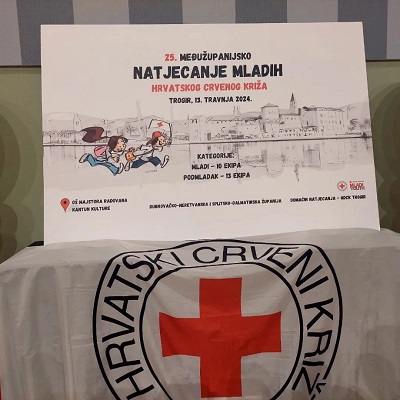 25. MEĐUŽUPANIJSKO
NATJECANJE MLADIH
HRVATSKOG CRVENOG KRIŽA
TROGIR, 13. TRAVNJA 2024.
KATEGORIJE:
MLADI - 10 EKIPA
PODMLADAK - 13 EKIPA
OŠ MAJSTORA RADOVANA
KANTUN KULTURE
DUBROVAČKO-NERETVANSKA I SPLITSKO-DALMATINSKA ŽUPANIJA
DOMAĆIN NATJECANJA - GDCK TROGIR
HRVATSKI CRVENI KRIŽ